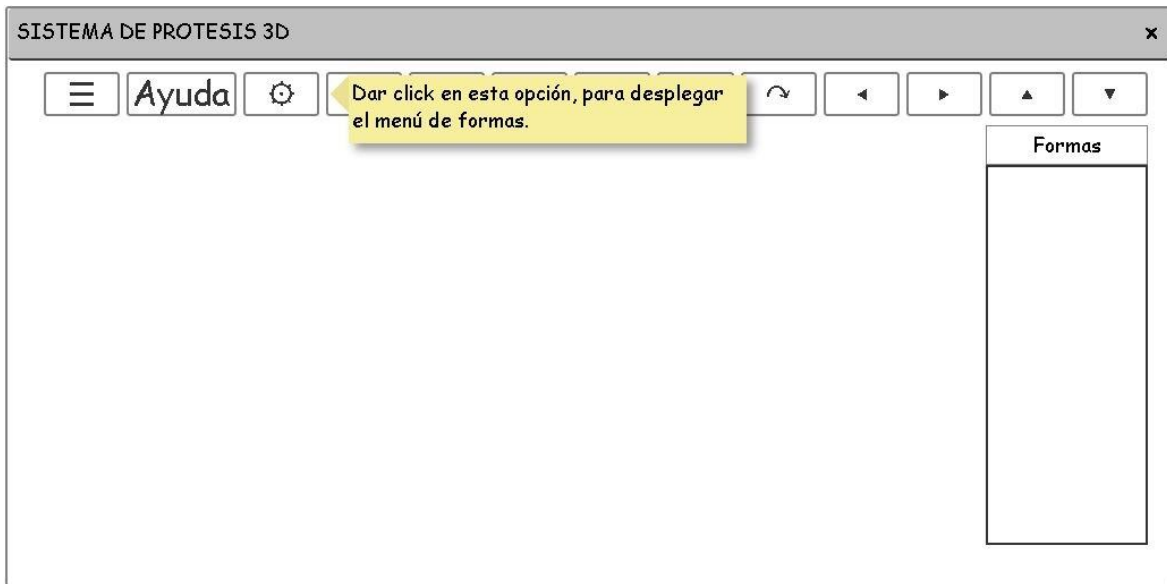 SISTEMA DE PROTESIS 3D
Ayuda
Dar click en esta opción, para desplegar
el menú de formas.
Formas